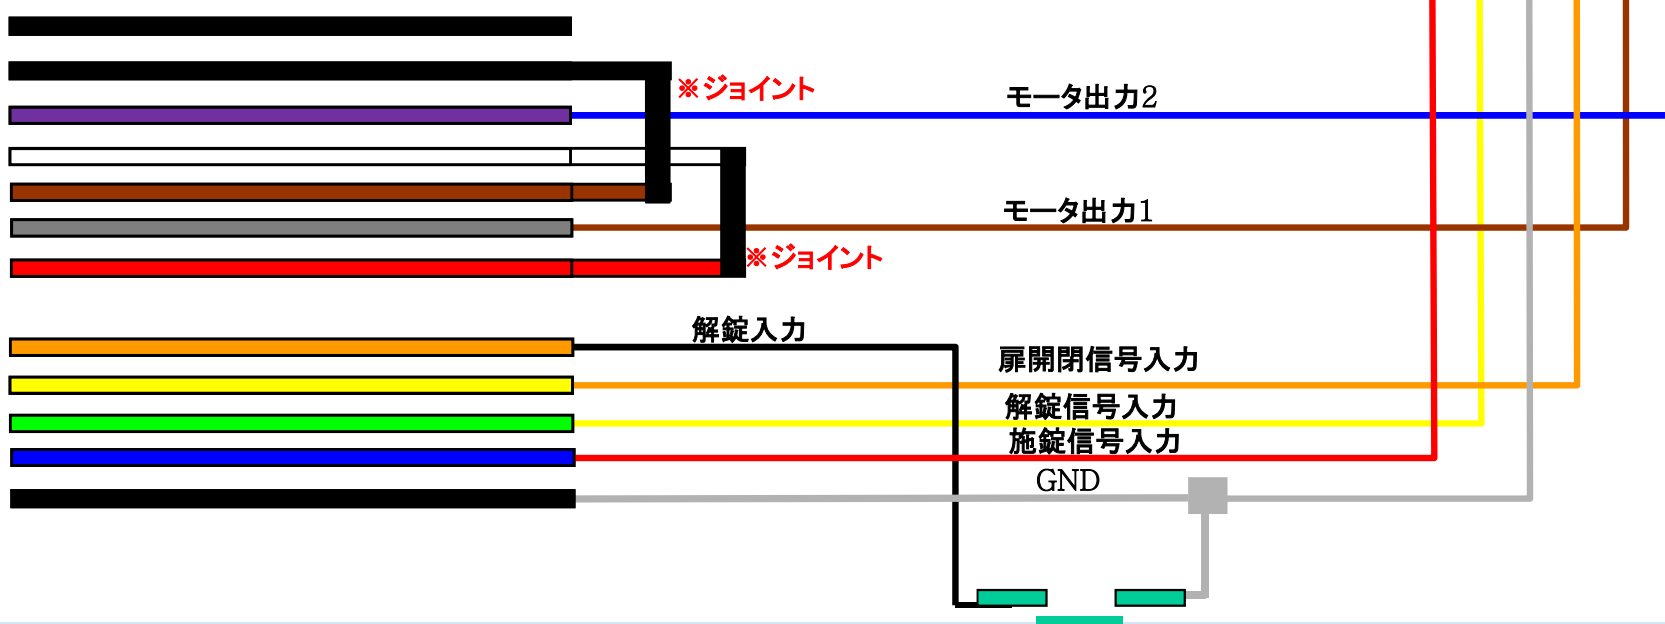 ※ジョイント
モータ出力2
モータ出力1
※ジョイント
解錠入力
扉開閉信号入力
解錠信号入力
施錠信号入力
GND